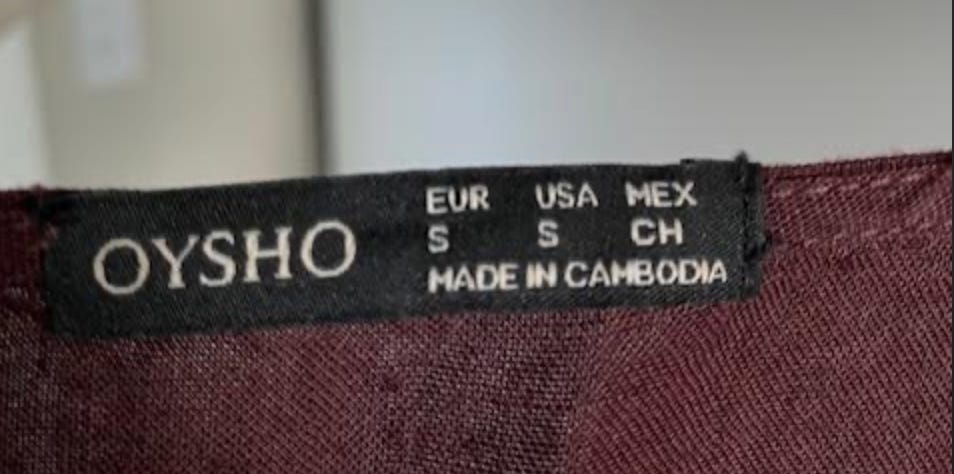 OYSHO
EUR USA MEX
S S CH
MADE IN CAMBODIA